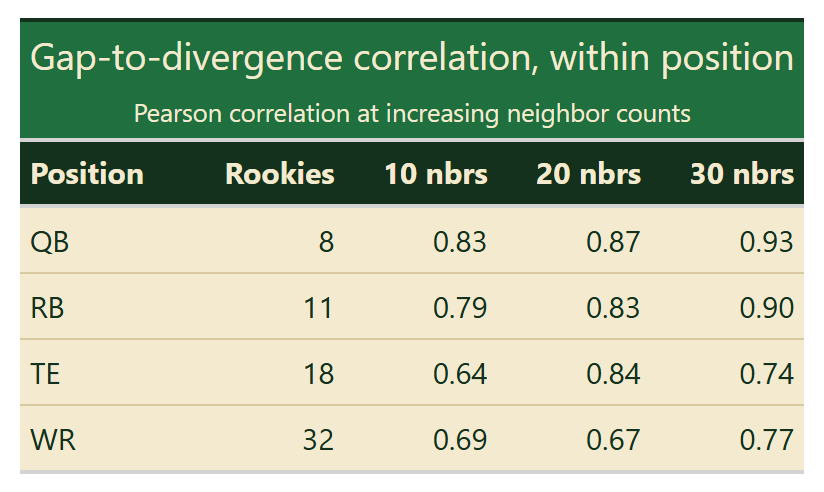 Gap-to-divergence correlation, within position
Pearson correlation at increasing neighbor counts
Position Rookies 10 nbrs 20 nbrs 30 nbrs
QB 8 0.83 0.87 0.93
RB 11 0.79 0.83 0.90
TE 18 0.64 0.84 0.74
WR 32 0.69 0.67 0.77